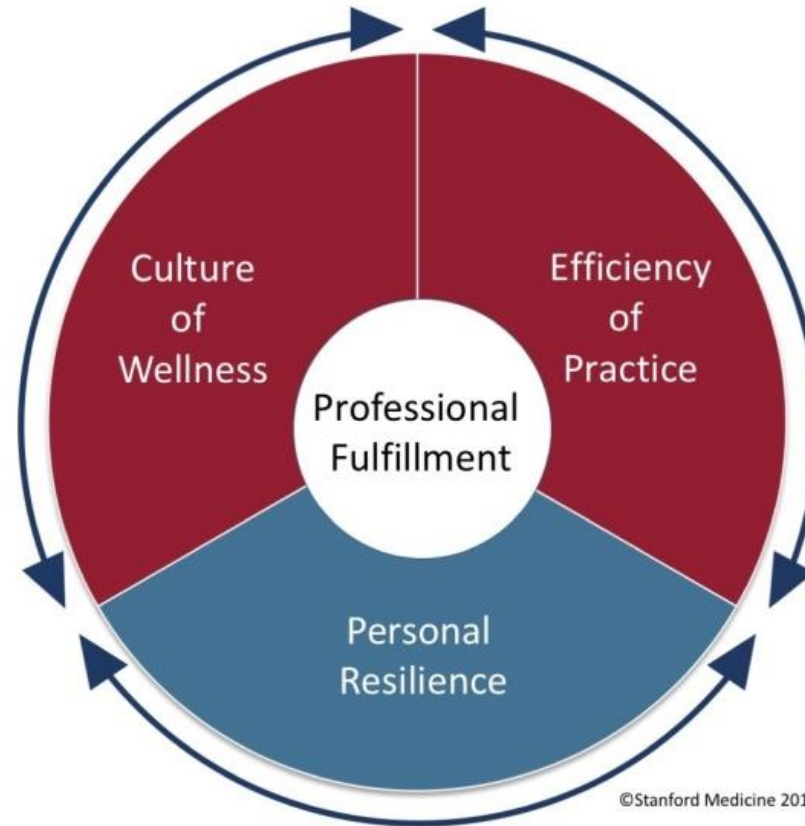 Culture
of
Wellness
Efficiency
of
Practice
Professional
Fulfillment
Personal
Resilience
©Stanford Medicine 201